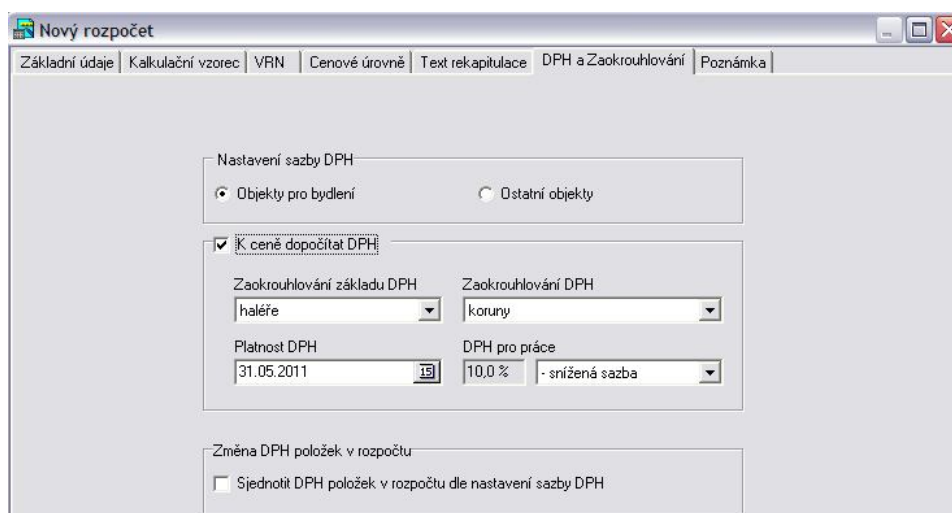 Nový rozpočet
Základní údaje Kalkulační vzorec VRN Cenové úrovně Text rekapitulace DPH a Zaokrouhlování Poznámka
Nastavení sazby DPH
Objekty pro bydlení Ostatní objekty
K ceně dopočítat DPH
Zaokrouhlování základu DPH Zaokrouhlování DPH
haléře koruny
Platnost DPH DPH pro práce
31.05.2011 15 10,0 % - snížená sazba
Změna DPH položek v rozpočtu
Sjednotit DPH položek v rozpočtu dle nastavení sazby DPH